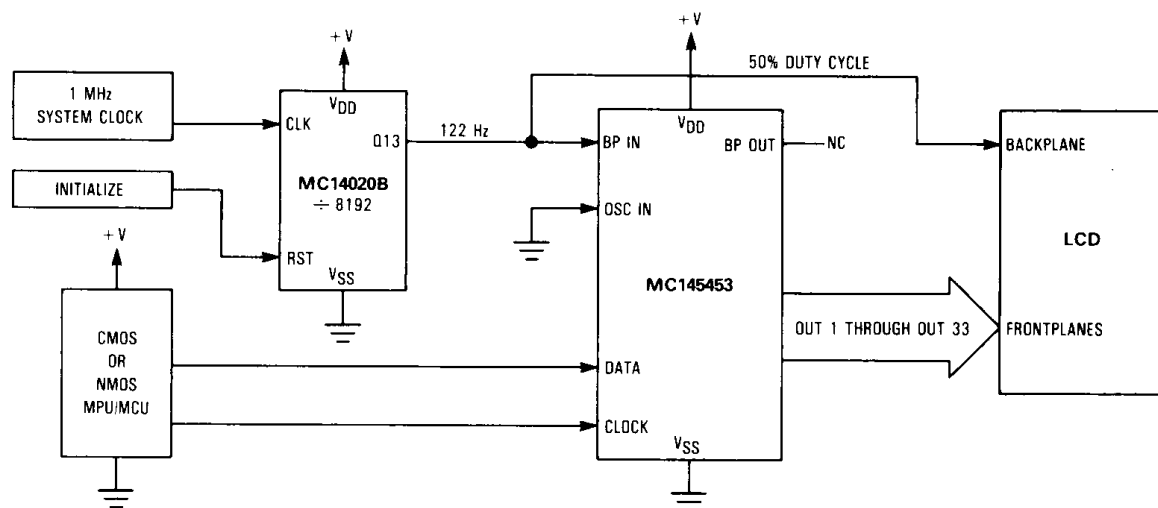 +V
+V
50% DUTY CYCLE
1 MHz
SYSTEM CLOCK
VDD
CLK
Q13
122 Hz
VDD
BP IN
BP OUT
NC
BACKPLANE
MC14020B
÷ 8192
INITIALIZE
OSC IN
LCD
+V
RST
VSS
MC145453
CMOS
OR
NMOS
MPU/MCU
OUT 1 THROUGH OUT 33
FRONTPLANES
DATA
CLOCK
VSS